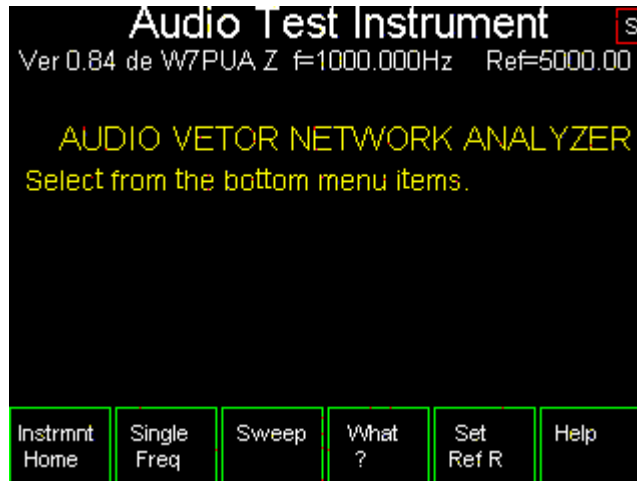 Audio Test Instrument S
Ver 0.84 de W7PUA Z f=1000.000Hz Ref=5000.00
AUDIO VETOR NETWORK ANALYZER
Select from the bottom menu items.
Instrmnt Home
Single Freq
Sweep
What ?
Set Ref R
Help